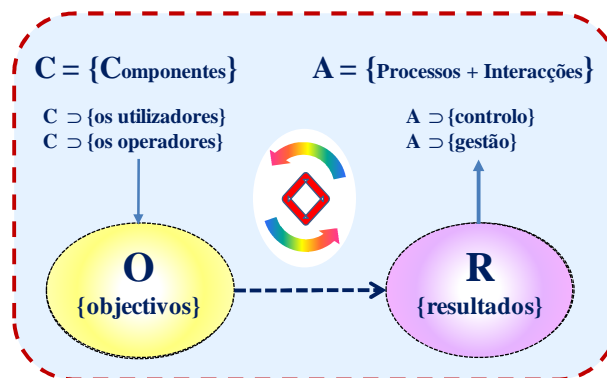 C = {Componentes}
C ⊃ {os utilizadores}
C ⊃ {os operadores}
A = {Processos + Interacções}
A ⊃ {controlo}
A ⊃ {gestão}
O
{objectivos}
R
{resultados}